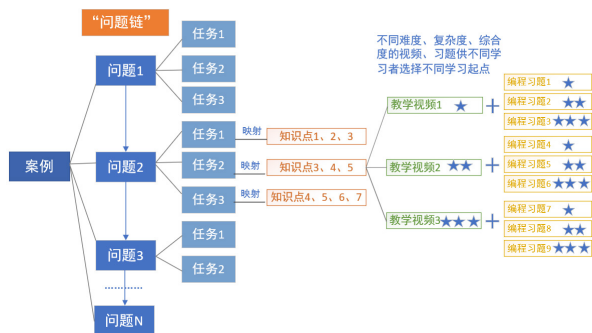 “问题链”
任务1
问题1
任务2
任务3
案例
任务1
映射
知识点1、2、3
问题2
任务2
映射
知识点3、4、5
任务3
映射
知识点4、5、6、7
问题3
任务1
任务2
…………
问题N
不同难度、复杂度、综合
度的视频、习题供不同学
习者选择不同学习起点
教学视频1
编程习题1
编程习题2
编程习题3
教学视频2
编程习题4
编程习题5
编程习题6
教学视频3
编程习题7
编程习题8
编程习题9